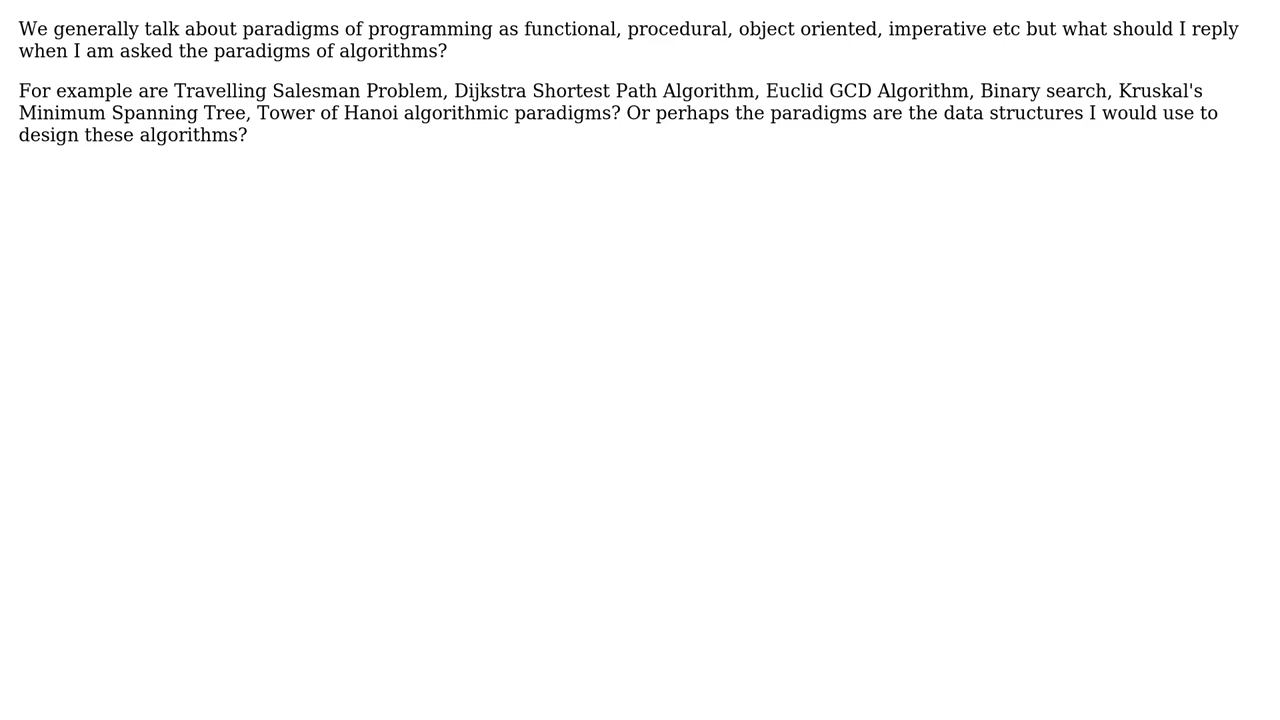 We generally talk about paradigms of programming as functional, procedural, object oriented, imperative etc but what should I reply
when I am asked the paradigms of algorithms?
For example are Travelling Salesman Problem, Dijkstra Shortest Path Algorithm, Euclid GCD Algorithm, Binary search, Kruskal's
Minimum Spanning Tree, Tower of Hanoi algorithmic paradigms? Or perhaps the paradigms are the data structures I would use to
design these algorithms?